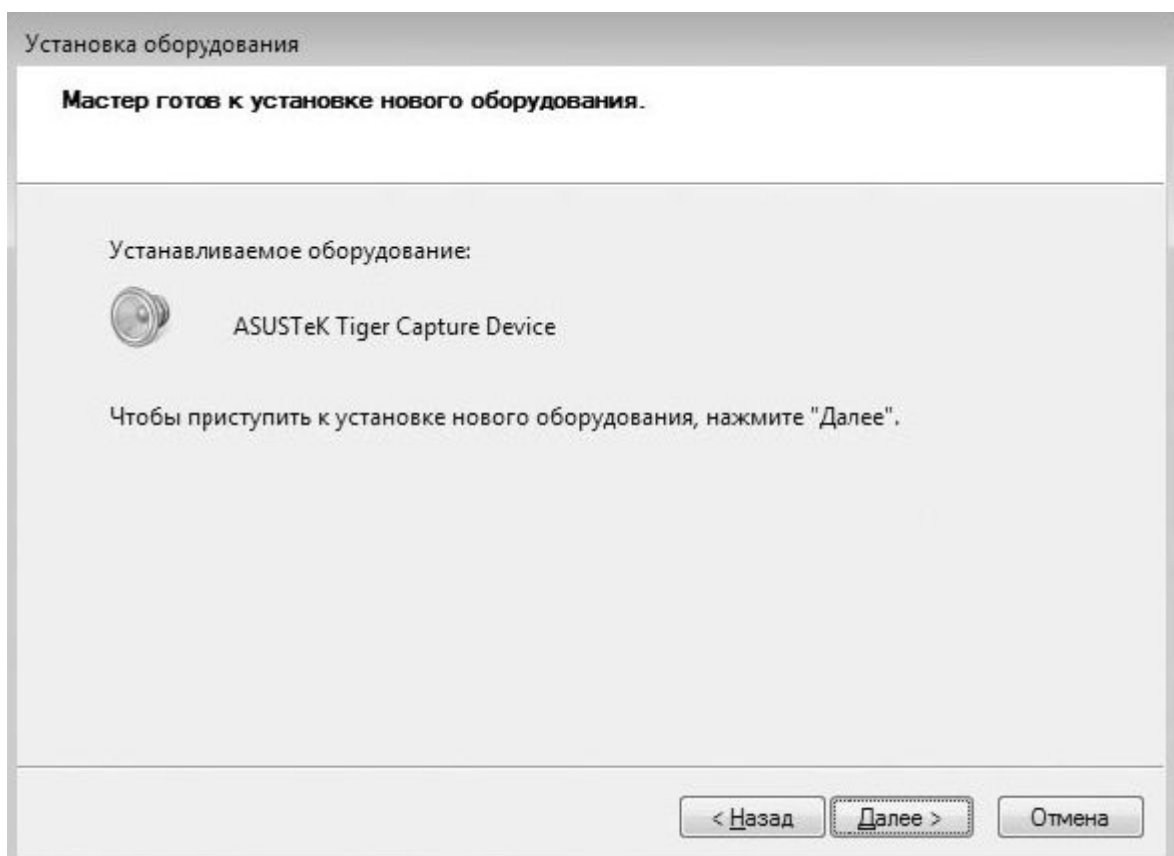 Установка оборудования
Мастер готов к установке нового оборудования.
Устанавливаемое оборудование:
ASUSTeK Tiger Capture Device
Чтобы приступить к установке нового оборудования, нажмите "Далее".
< Назад Далее > Отмена